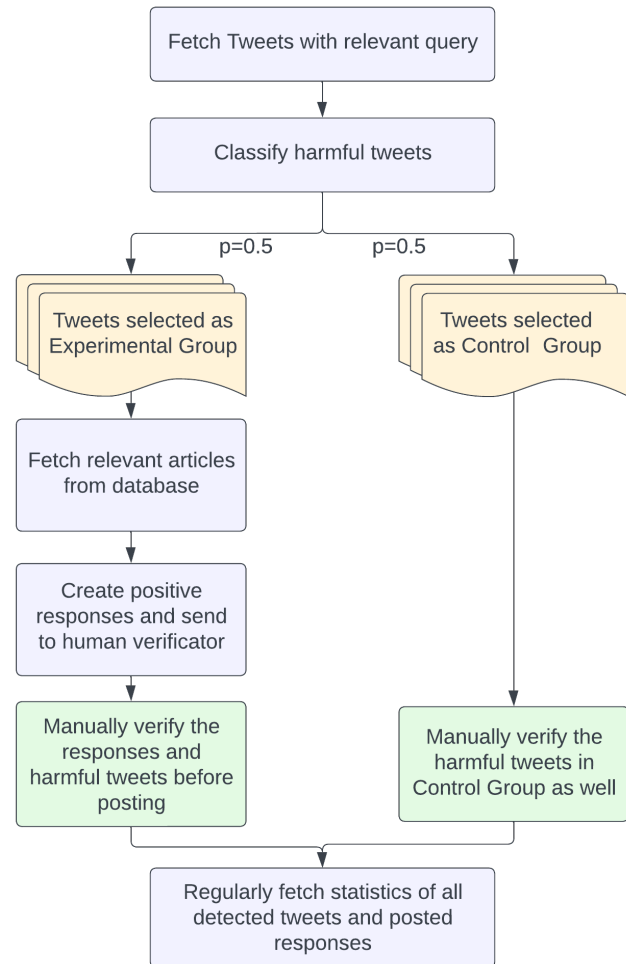 Fetch Tweets with relevant query
Classify harmful tweets
p=0.5
p=0.5
Tweets selected as
Experimental Group
Tweets selected
as Control Group
Fetch relevant articles
from database
Create positive
responses and send
to human verificator
Manually verify the
responses and
harmful tweets before
posting
Manually verify the
harmful tweets in
Control Group as well
Regularly fetch statistics of all
detected tweets and posted
responses